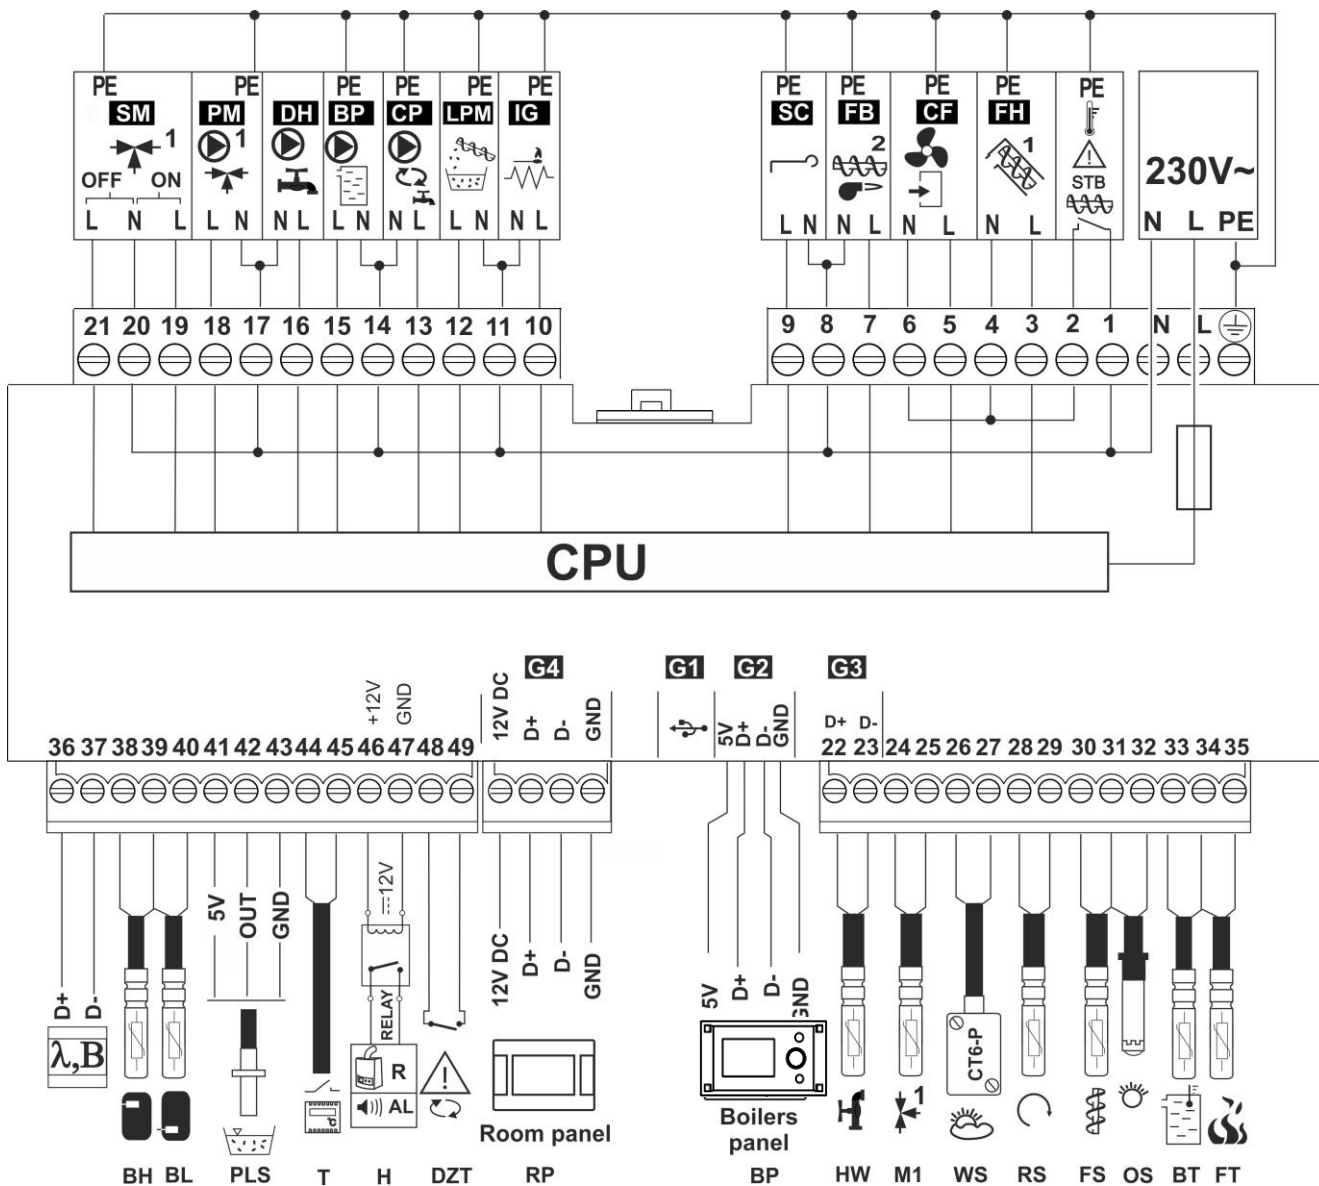 PE PE PE PE PE PE PE PE PE PE PE
SM PM DH BP CP LPM IG SC FB CF FH
1 1 2 1
OFF ON
STB
230V~
L N L L N N L L N N L L N N L L N N L N L N L N L PE
21 20 19 18 17 16 15 14 13 12 11 10 9 8 7 6 5 4 3 2 1 N L
CPU
G4 G1 G2 G3
+12V GND 12V DC D+ D- GND 5V D+ D- GND D+ D-
36 37 38 39 40 41 42 43 44 45 46 47 48 49 22 23 24 25 26 27 28 29 30 31 32 33 34 35
D+ D- 5V OUT GND 12V 12V DC D+ D- GND 5V D+ D- GND
RELAY
λ,B
R
AL
°C
CT6-P
1
Room panel
Boilers
panel
BH BL PLS T H DZT RP BP HW M1 WS RS FS OS BT FT